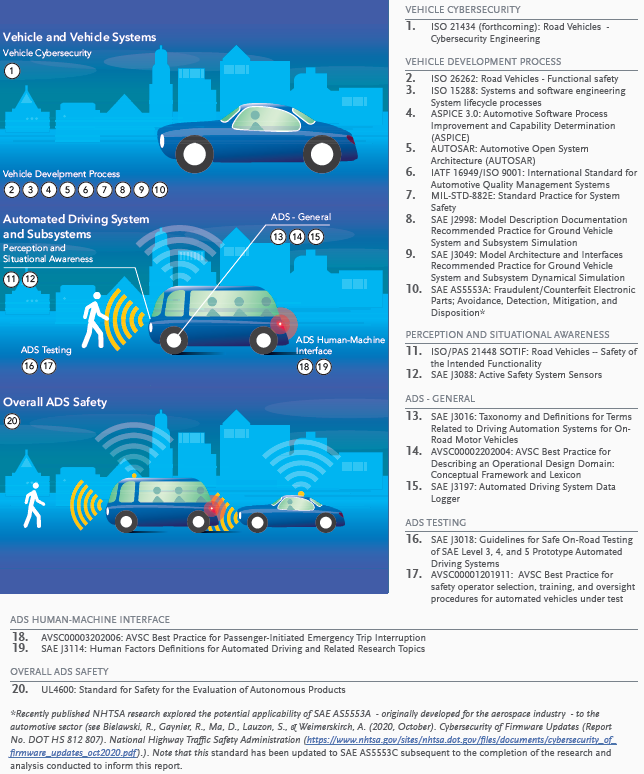 Vehicle and Vehicle Systems
Vehicle Cybersecurity
1
Vehicle Develpment Process
2 3 4 5 6 7 8 9 10
Automated Driving System
and Subsystems
Perception and
Situational Awareness
11 12
ADS - General
13 14 15
ADS Testing
16 17
ADS Human-Machine
Interface
18 19
Overall ADS Safety
20
VEHICLE CYBERSECURITY
1. ISO 21434 (forthcoming): Road Vehicles -
Cybersecurity Engineering
VEHICLE DEVELOPMENT PROCESS
2. ISO 26262: Road Vehicles - Functional safety
3. ISO 15288: Systems and software engineering
System lifecycle processes
4. ASPICE 3.0: Automotive Software Process
Improvement and Capability Determination
(ASPICE)
5. AUTOSAR: Automotive Open System
Architecture (AUTOSAR)
6. IATF 16949/ISO 9001: International Standard for
Automotive Quality Management Systems
7. MIL-STD-882E: Standard Practice for System
Safety
8. SAE J2998: Model Description Documentation
Recommended Practice for Ground Vehicle
System and Subsystem Simulation
9. SAE J3049: Model Architecture and Interfaces
Recommended Practice for Ground Vehicle
System and Subsystem Dynamical Simulation
10. SAE AS5553A: Fraudulent/Counterfeit Electronic
Parts; Avoidance, Detection, Mitigation, and
Disposition*
PERCEPTION AND SITUATIONAL AWARENESS
11. ISO/PAS 21448 SOTIF: Road Vehicles – Safety of
the Intended Functionality
12. SAE J3088: Active Safety System Sensors
ADS - GENERAL
13. SAE J3016: Taxonomy and Definitions for Terms
Related to Driving Automation Systems for On-
Road Motor Vehicles
14. AVSC00002202004: AVSC Best Practice for
Describing an Operational Design Domain:
Conceptual Framework and Lexicon
15. SAE J3197: Automated Driving System Data
Logger
ADS TESTING
16. SAE J3018: Guidelines for Safe On-Road Testing
of SAE Level 3, 4, and 5 Prototype Automated
Driving Systems
17. AVSC00001201911: AVSC Best Practice for
safety operator selection, training, and oversight
procedures for automated vehicles under test
ADS HUMAN-MACHINE INTERFACE
18. AVSC00003202006: AVSC Best Practice for Passenger-Initiated Emergency Trip Interruption
19. SAE J3114: Human Factors Definitions for Automated Driving and Related Research Topics
OVERALL ADS SAFETY
20. UL4600: Standard for Safety for the Evaluation of Autonomous Products
*Recently published NHTSA research explored the potential applicability of SAE AS5553A - originally developed for the aerospace industry - to the
automotive sector (see Bielawski, R., Gaynier, R., Ma, D., Lauzon, S., & Weimerskirch, A. (2020, October). Cybersecurity of Firmware Updates (Report
No. DOT HS 812 807). National Highway Traffic Safety Administration (https://www.nhtsa.gov/sites/nhtsa.dot.gov/files/documents/cybersecurity_of_
firmware_updates_oct2020.pdf).). Note that this standard has been updated to SAE AS5553C subsequent to the completion of the research and
analysis conducted to inform this report.